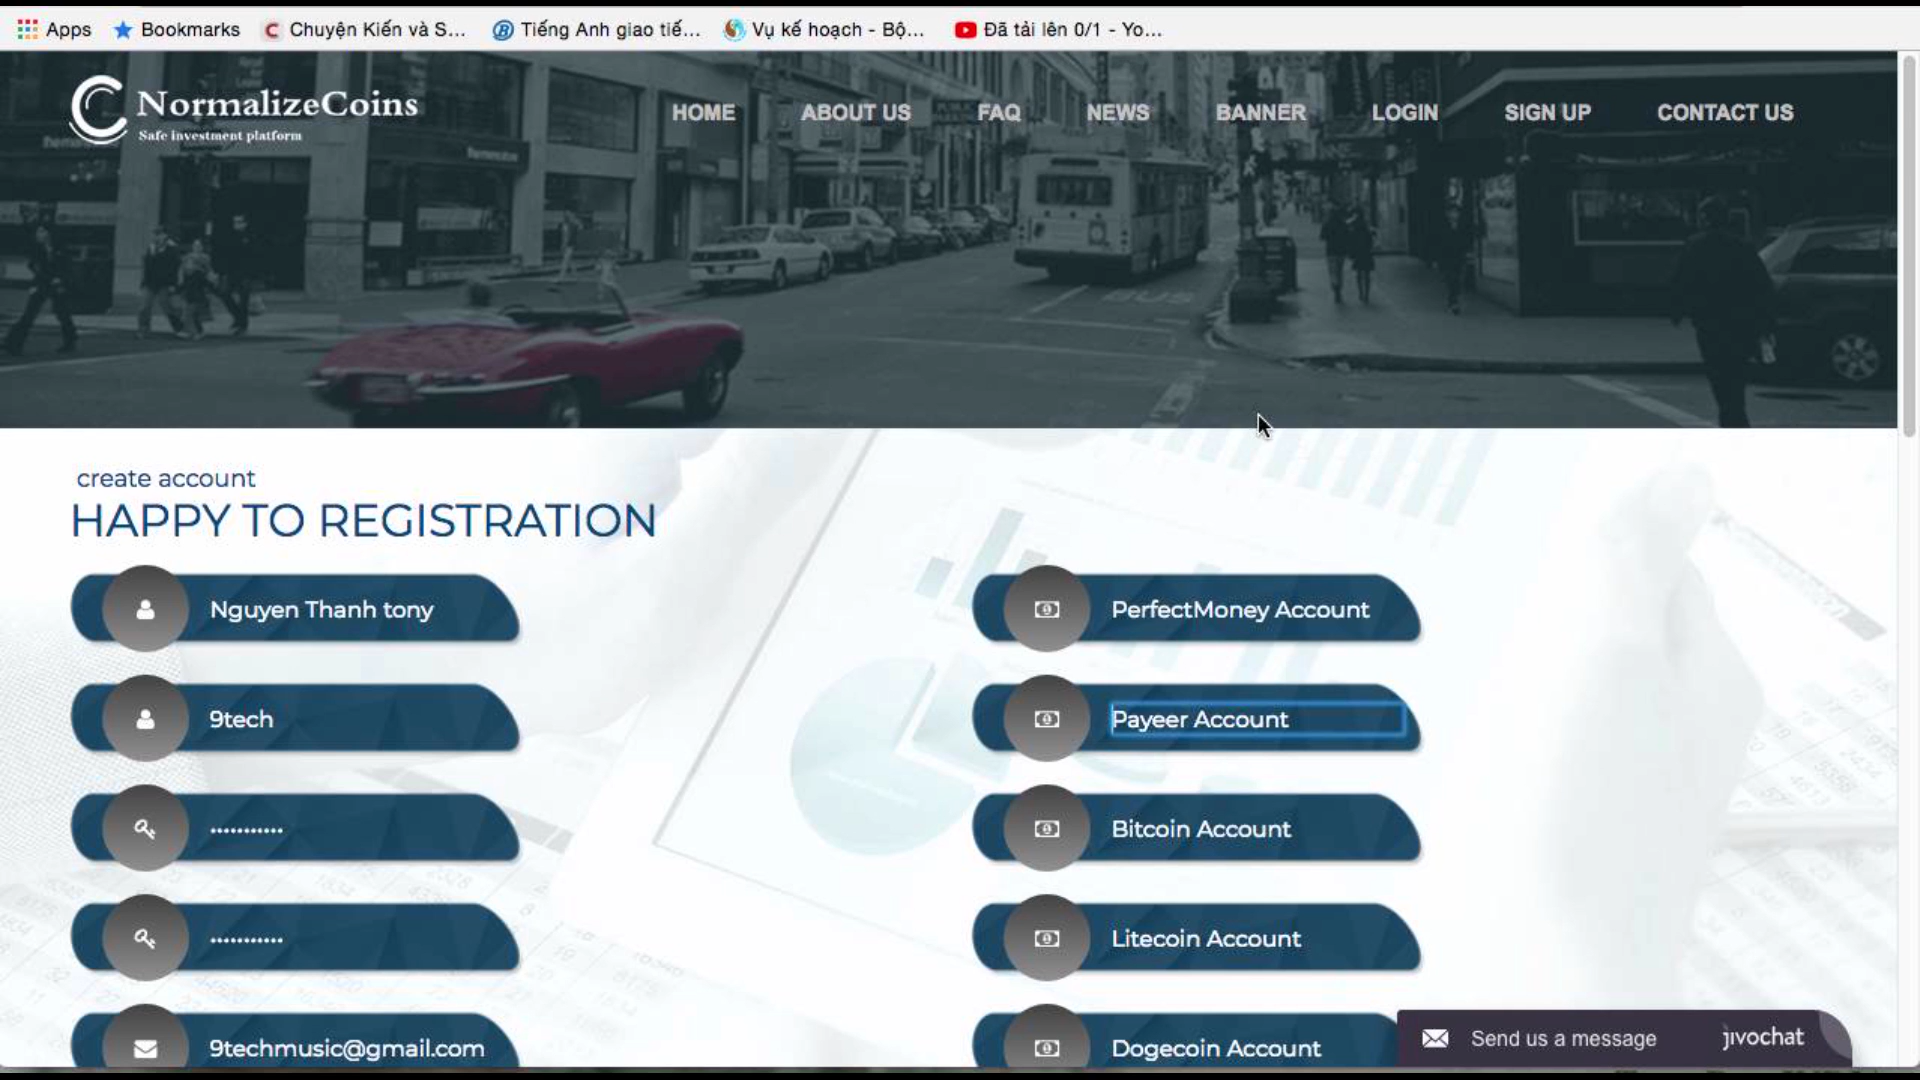 Apps Bookmarks Chuyện Kiến và S... Tiếng Anh giao tiế... Vụ kế hoạch - Bộ... Đã tải lên 0/1 - Yo...
NormalizeCoins
Safe investment platform
HOME ABOUT US FAQ NEWS BANNER LOGIN SIGN UP CONTACT US
create account
HAPPY TO REGISTRATION
Nguyen Thanh tony
PerfectMoney Account
9tech
Payeer Account
••••••••••••
Bitcoin Account
••••••••••••
Litecoin Account
9techmusic@gmail.com
Dogecoin Account
Send us a message jivochat